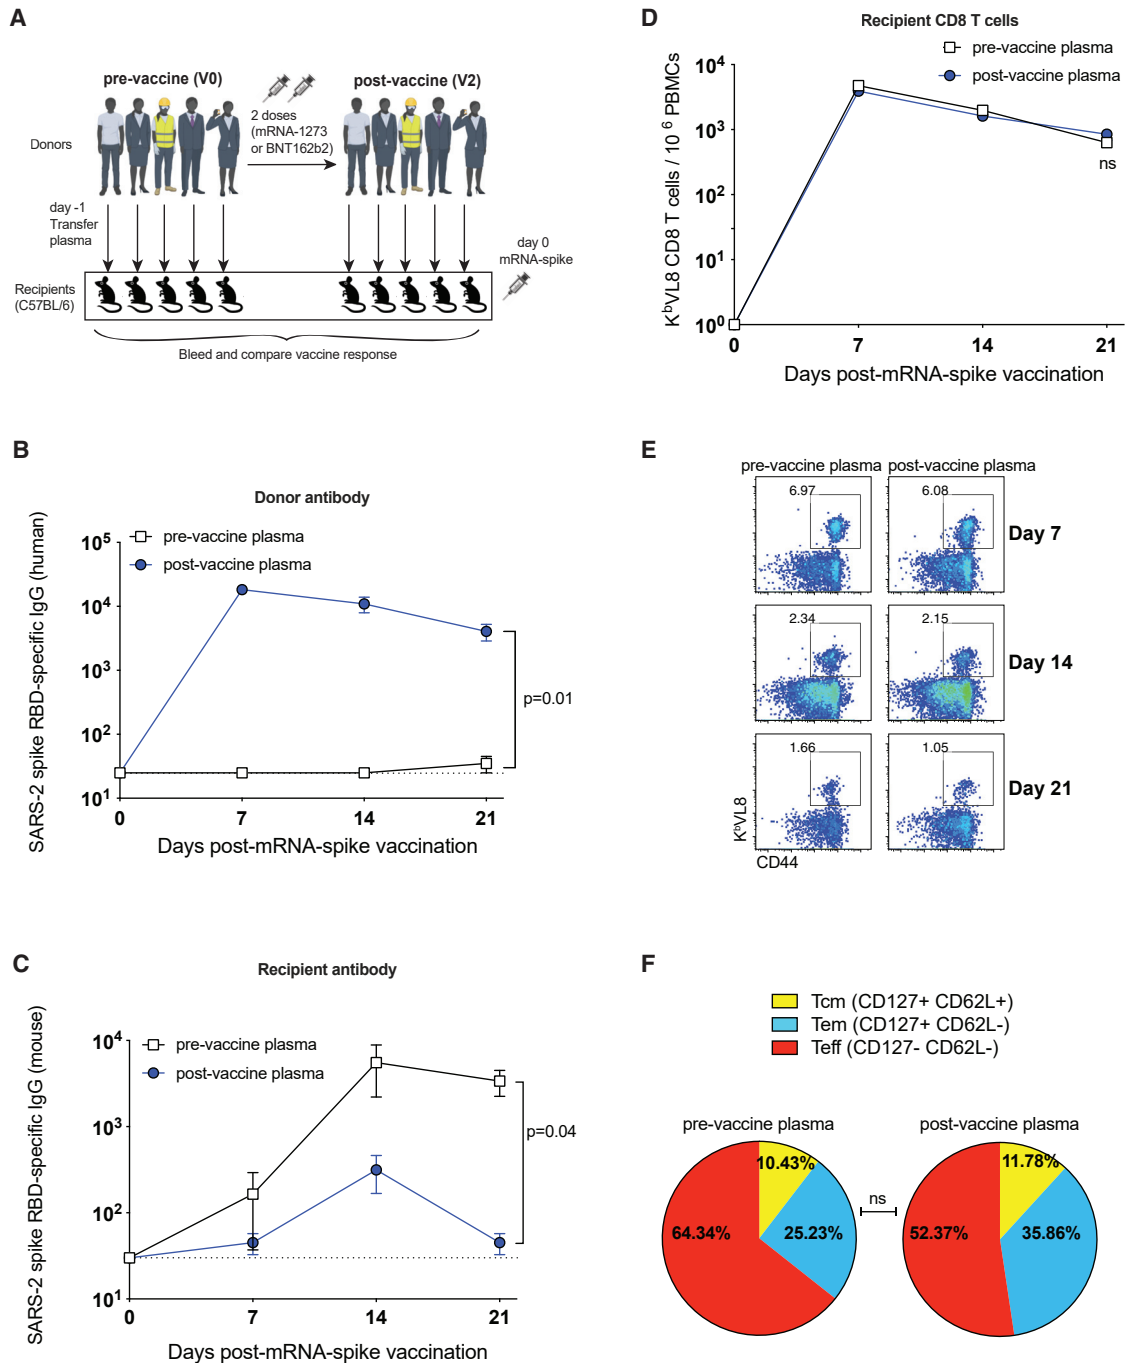 A
pre-vaccine (V0)
post-vaccine (V2)
2 doses
(mRNA-1273
or BNT162b2)
Donors
day -1
Transfer
plasma
day 0
mRNA-spike
Recipients
(C57BL/6)
Bleed and compare vaccine response
B
Donor antibody
pre-vaccine plasma
post-vaccine plasma
SARS-2 spike RBD-specific IgG (human)
10⁵
10⁴
10³
10²
10¹
p=0.01
0 7 14 21
Days post-mRNA-spike vaccination
C
Recipient antibody
pre-vaccine plasma
post-vaccine plasma
SARS-2 spike RBD-specific IgG (mouse)
10⁴
10³
10²
10¹
p=0.04
0 7 14 21
Days post-mRNA-spike vaccination
D
Recipient CD8 T cells
pre-vaccine plasma
post-vaccine plasma
KᵇVL8 CD8 T cells / 10⁶ PBMCs
10⁴
10³
10²
10¹
10⁰
ns
0 7 14 21
Days post-mRNA-spike vaccination
E
pre-vaccine plasma post-vaccine plasma
6.97 6.08 Day 7
2.34 2.15 Day 14
1.66 1.05 Day 21
KᵇVL8
CD44
F
Tcm (CD127+ CD62L+)
Tem (CD127+ CD62L-)
Teff (CD127- CD62L-)
pre-vaccine plasma
post-vaccine plasma
10.43%
25.23%
64.34%
ns
11.78%
35.86%
52.37%